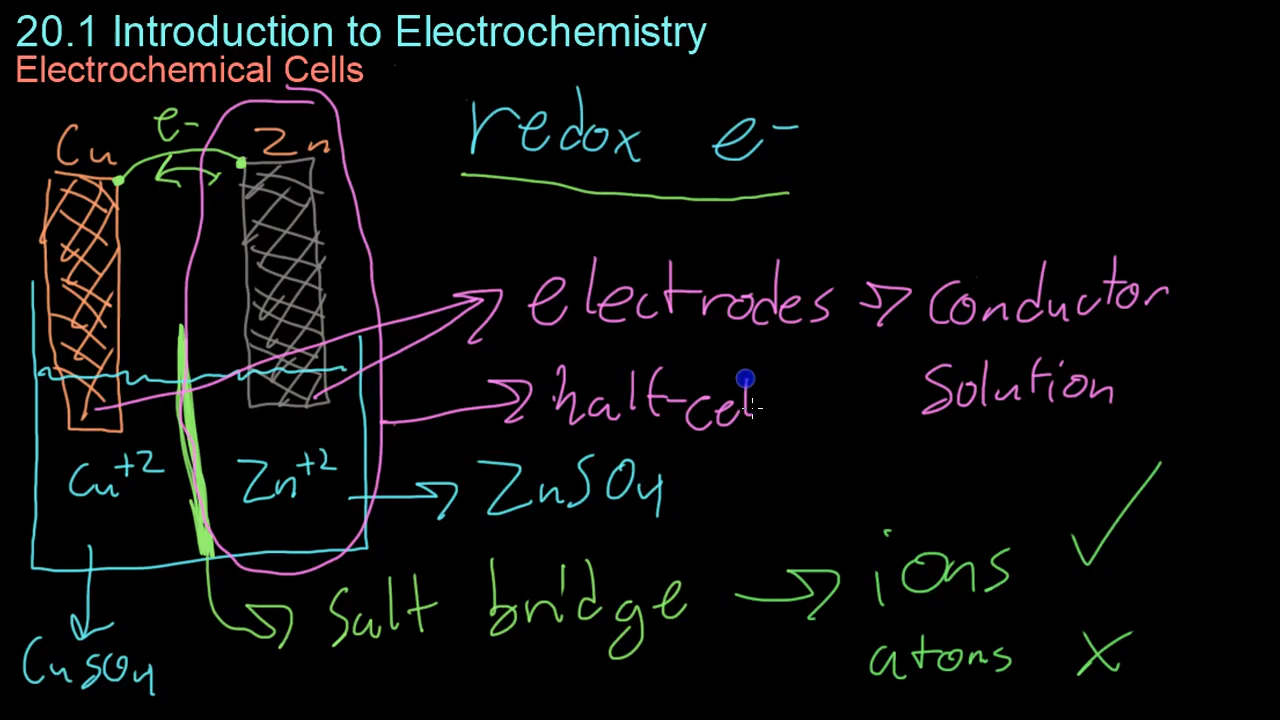 20.1 Introduction to Electrochemistry
Electrochemical Cells
redox e-
e-
Cu
Zn
electrodes → conductor
solution
→ half-cel
Cu+2
Zn+2
→ ZnSO4
→ Salt bridge → ions ✓
atoms X
CuSO4